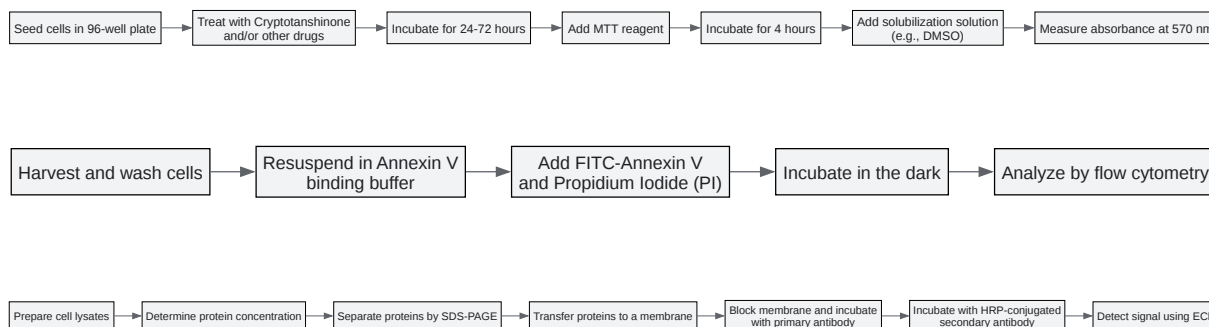 Seed cells in 96-well plate
Treat with Cryptotanshinone
and/or other drugs
Incubate for 24-72 hours
Add MTT reagent
Incubate for 4 hours
Add solubilization solution
(e.g., DMSO)
Measure absorbance at 570 nm
Harvest and wash cells
Resuspend in Annexin V
binding buffer
Add FITC-Annexin V
and Propidium Iodide (PI)
Incubate in the dark
Analyze by flow cytometry
Prepare cell lysates
Determine protein concentration
Separate proteins by SDS-PAGE
Transfer proteins to a membrane
Block membrane and incubate
with primary antibody
Incubate with HRP-conjugated
secondary antibody
Detect signal using